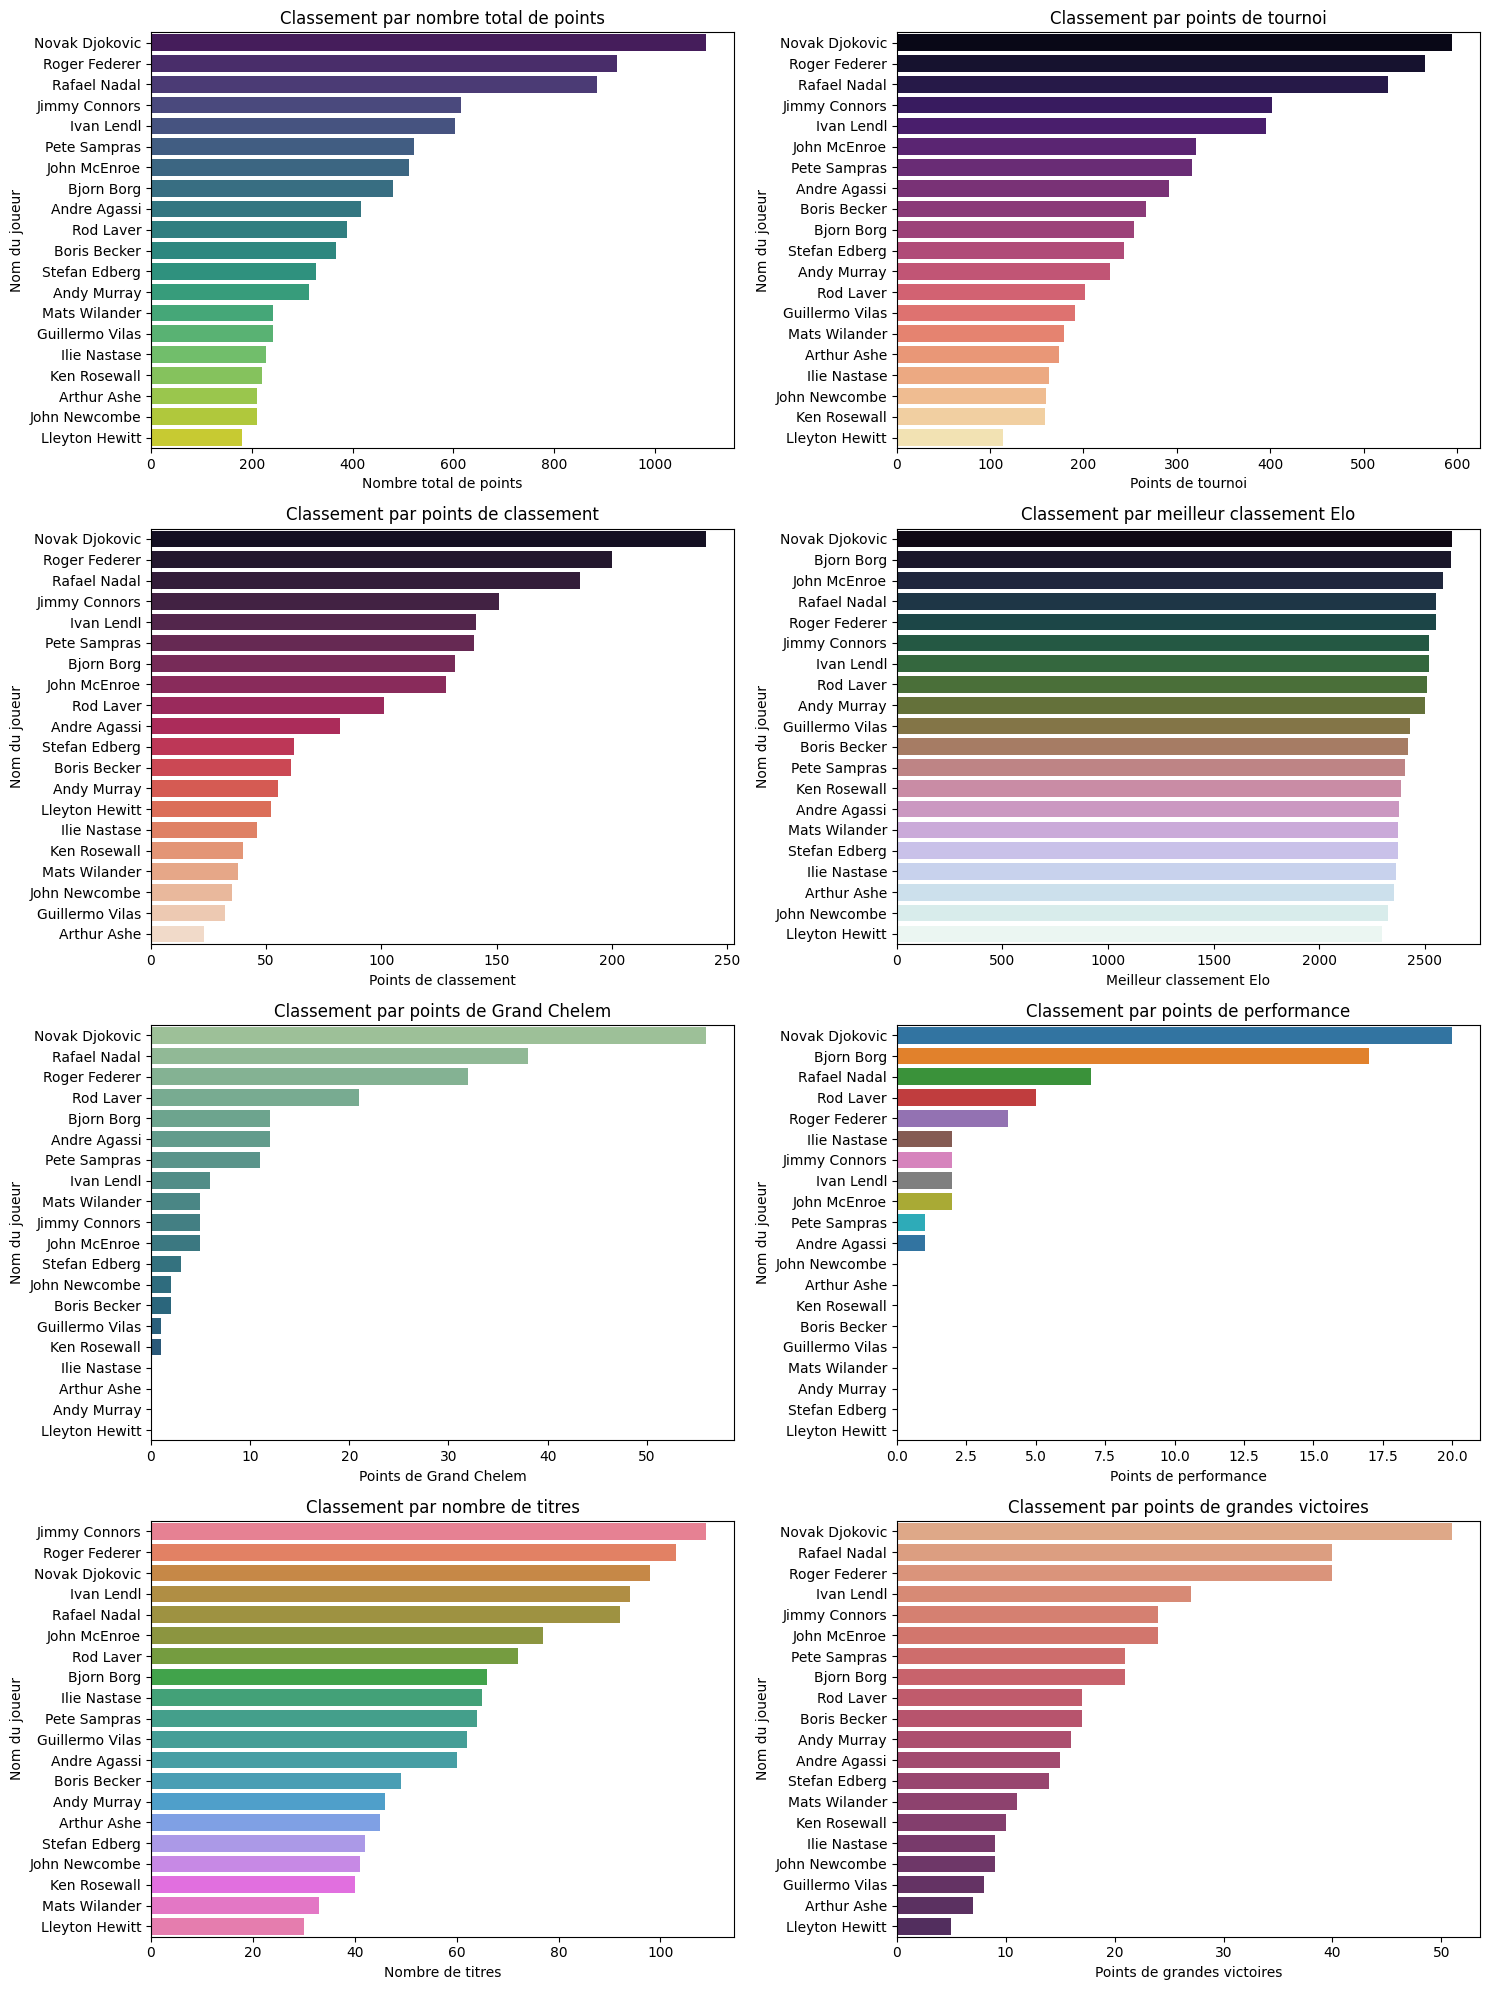 Classement par nombre total de points
Novak Djokovic
Roger Federer
Rafael Nadal
Jimmy Connors
Ivan Lendl
Pete Sampras
John McEnroe
Bjorn Borg
Andre Agassi
Rod Laver
Boris Becker
Stefan Edberg
Andy Murray
Mats Wilander
Guillermo Vilas
Ilie Nastase
Ken Rosewall
Arthur Ashe
John Newcombe
Lleyton Hewitt
Nom du joueur
0 200 400 600 800 1000
Nombre total de points
Classement par points de tournoi
Novak Djokovic
Roger Federer
Rafael Nadal
Jimmy Connors
Ivan Lendl
John McEnroe
Pete Sampras
Andre Agassi
Boris Becker
Bjorn Borg
Stefan Edberg
Andy Murray
Rod Laver
Guillermo Vilas
Mats Wilander
Arthur Ashe
Ilie Nastase
John Newcombe
Ken Rosewall
Lleyton Hewitt
Nom du joueur
0 100 200 300 400 500 600
Points de tournoi
Classement par points de classement
Novak Djokovic
Roger Federer
Rafael Nadal
Jimmy Connors
Ivan Lendl
Pete Sampras
Bjorn Borg
John McEnroe
Rod Laver
Andre Agassi
Stefan Edberg
Boris Becker
Andy Murray
Lleyton Hewitt
Ilie Nastase
Ken Rosewall
Mats Wilander
John Newcombe
Guillermo Vilas
Arthur Ashe
Nom du joueur
0 50 100 150 200 250
Points de classement
Classement par meilleur classement Elo
Novak Djokovic
Bjorn Borg
John McEnroe
Rafael Nadal
Roger Federer
Jimmy Connors
Ivan Lendl
Rod Laver
Andy Murray
Guillermo Vilas
Boris Becker
Pete Sampras
Ken Rosewall
Andre Agassi
Mats Wilander
Stefan Edberg
Ilie Nastase
Arthur Ashe
John Newcombe
Lleyton Hewitt
Nom du joueur
0 500 1000 1500 2000 2500
Meilleur classement Elo
Classement par points de Grand Chelem
Novak Djokovic
Rafael Nadal
Roger Federer
Rod Laver
Bjorn Borg
Andre Agassi
Pete Sampras
Ivan Lendl
Mats Wilander
Jimmy Connors
John McEnroe
Stefan Edberg
John Newcombe
Boris Becker
Guillermo Vilas
Ken Rosewall
Ilie Nastase
Arthur Ashe
Andy Murray
Lleyton Hewitt
Nom du joueur
0 10 20 30 40 50
Points de Grand Chelem
Classement par points de performance
Novak Djokovic
Bjorn Borg
Rafael Nadal
Rod Laver
Roger Federer
Ilie Nastase
Jimmy Connors
Ivan Lendl
John McEnroe
Pete Sampras
Andre Agassi
John Newcombe
Arthur Ashe
Ken Rosewall
Boris Becker
Guillermo Vilas
Mats Wilander
Andy Murray
Stefan Edberg
Lleyton Hewitt
Nom du joueur
0.0 2.5 5.0 7.5 10.0 12.5 15.0 17.5 20.0
Points de performance
Classement par nombre de titres
Jimmy Connors
Roger Federer
Novak Djokovic
Ivan Lendl
Rafael Nadal
John McEnroe
Rod Laver
Bjorn Borg
Ilie Nastase
Pete Sampras
Guillermo Vilas
Andre Agassi
Boris Becker
Andy Murray
Arthur Ashe
Stefan Edberg
John Newcombe
Ken Rosewall
Mats Wilander
Lleyton Hewitt
Nom du joueur
0 20 40 60 80 100
Nombre de titres
Classement par points de grandes victoires
Novak Djokovic
Rafael Nadal
Roger Federer
Ivan Lendl
Jimmy Connors
John McEnroe
Pete Sampras
Bjorn Borg
Rod Laver
Boris Becker
Andy Murray
Andre Agassi
Stefan Edberg
Mats Wilander
Ken Rosewall
Ilie Nastase
John Newcombe
Guillermo Vilas
Arthur Ashe
Lleyton Hewitt
Nom du joueur
0 10 20 30 40 50
Points de grandes victoires